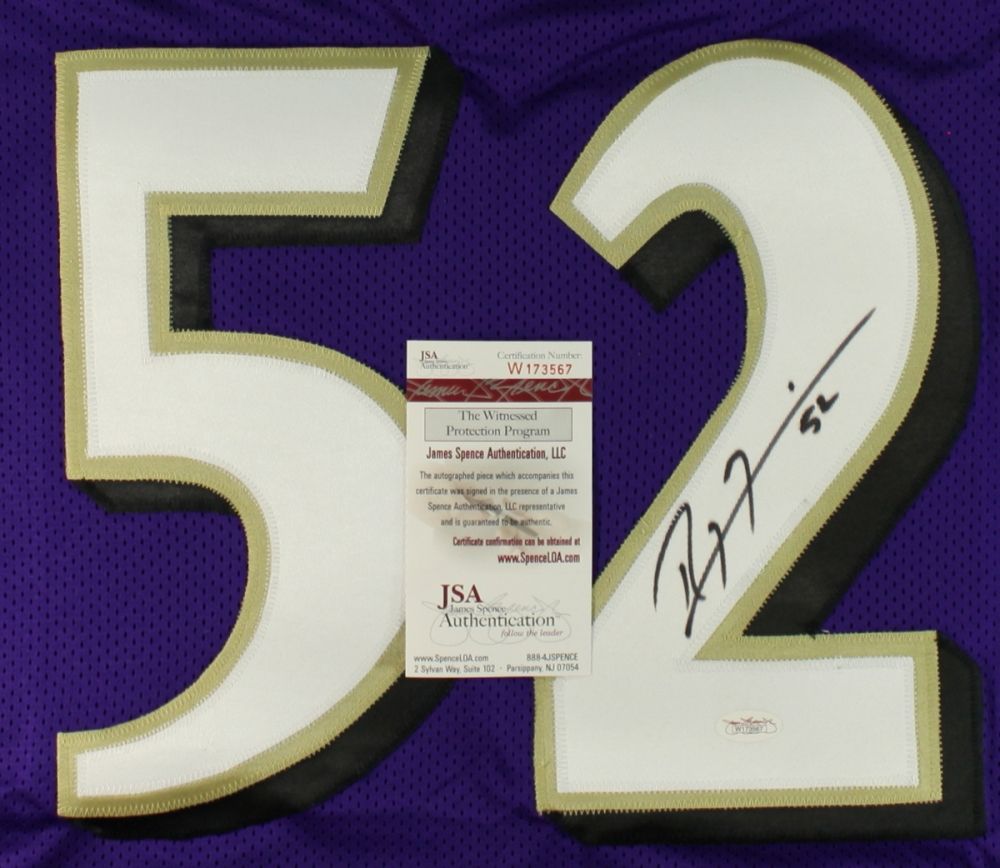 52
JSA
Authentication
Certification Number:
W 173567
The Witnessed
Protection Program
James Spence Authentication, LLC
The autographed piece which accompanies this
certificate was signed in the presence of a James
Spence Authentication, LLC representative
and is guaranteed to be authentic.
Certificate confirmation can be obtained at
www.SpenceLOA.com
JSA
James Spence
Authentication
follow the leader
www.SpenceLOA.com 888-4JSPENCE
2 Sylvan Way, Suite 102 · Parsippany, NJ 07054
52
W173567